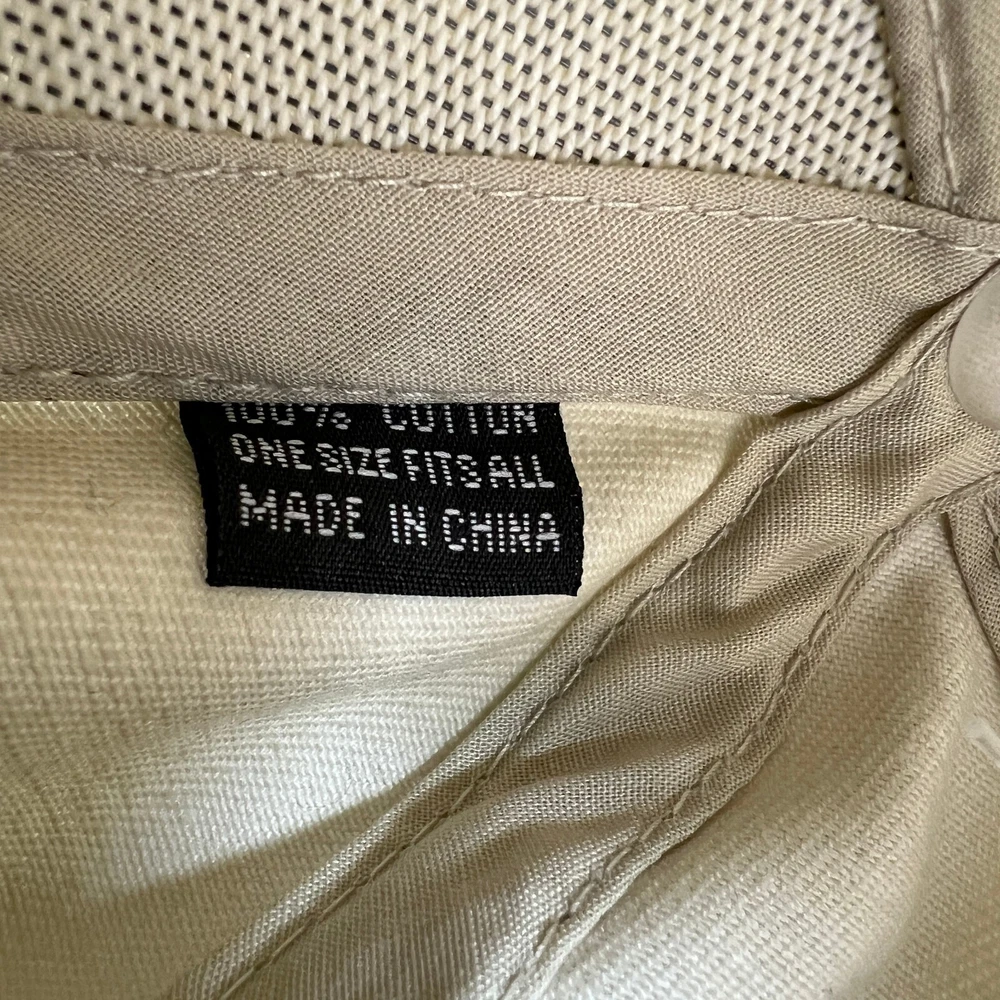 100% COTTON
ONE SIZE FITS ALL
MADE IN CHINA